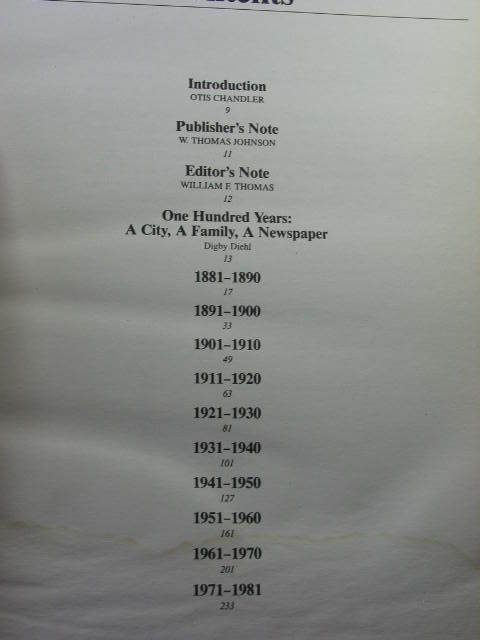 Introduction
OTIS CHANDLER
9
Publisher's Note
W. THOMAS JOHNSON
11
Editor's Note
WILLIAM F. THOMAS
12
One Hundred Years:
A City, A Family, A Newspaper
Digby Diehl
13
1881–1890
17
1891–1900
33
1901–1910
49
1911–1920
63
1921–1930
81
1931–1940
101
1941–1950
127
1951–1960
161
1961–1970
201
1971–1981
233